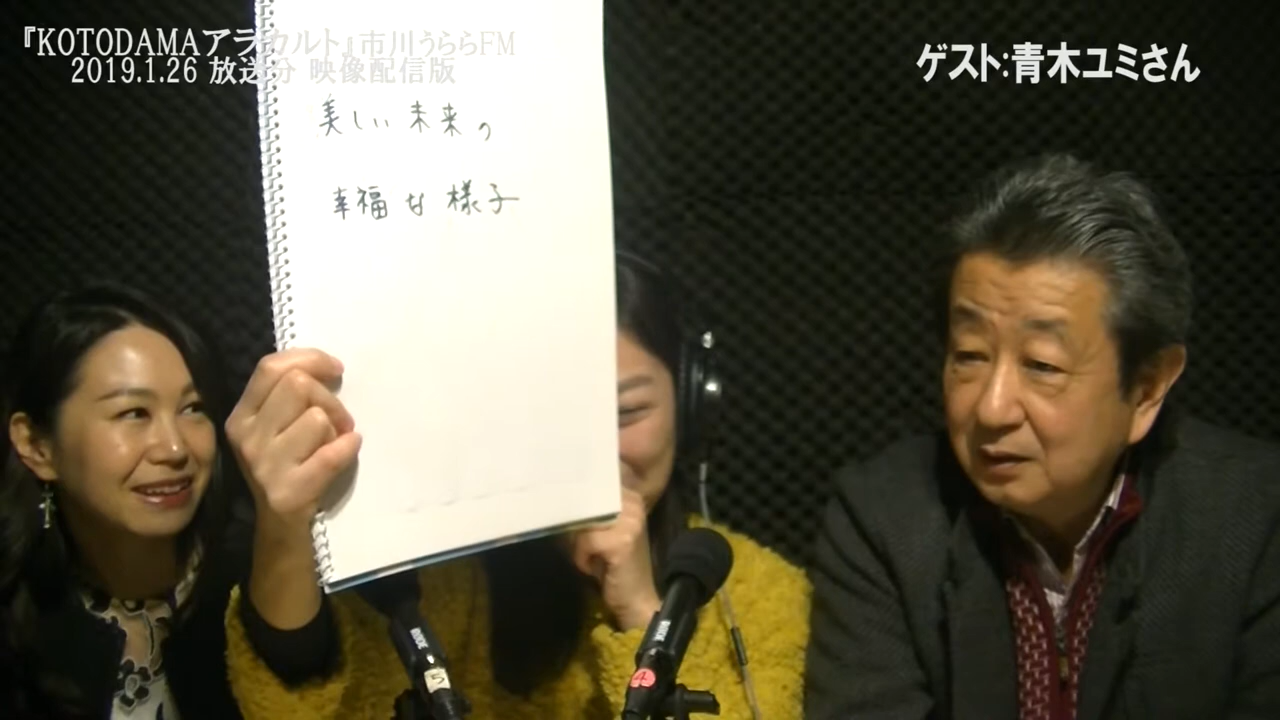 『KOTODAMAアラカルト』市川うららFM
2019.1.26 放送分 映像配信版
ゲスト:青木ユミさん
美しい未来の
幸福な様子
5
4